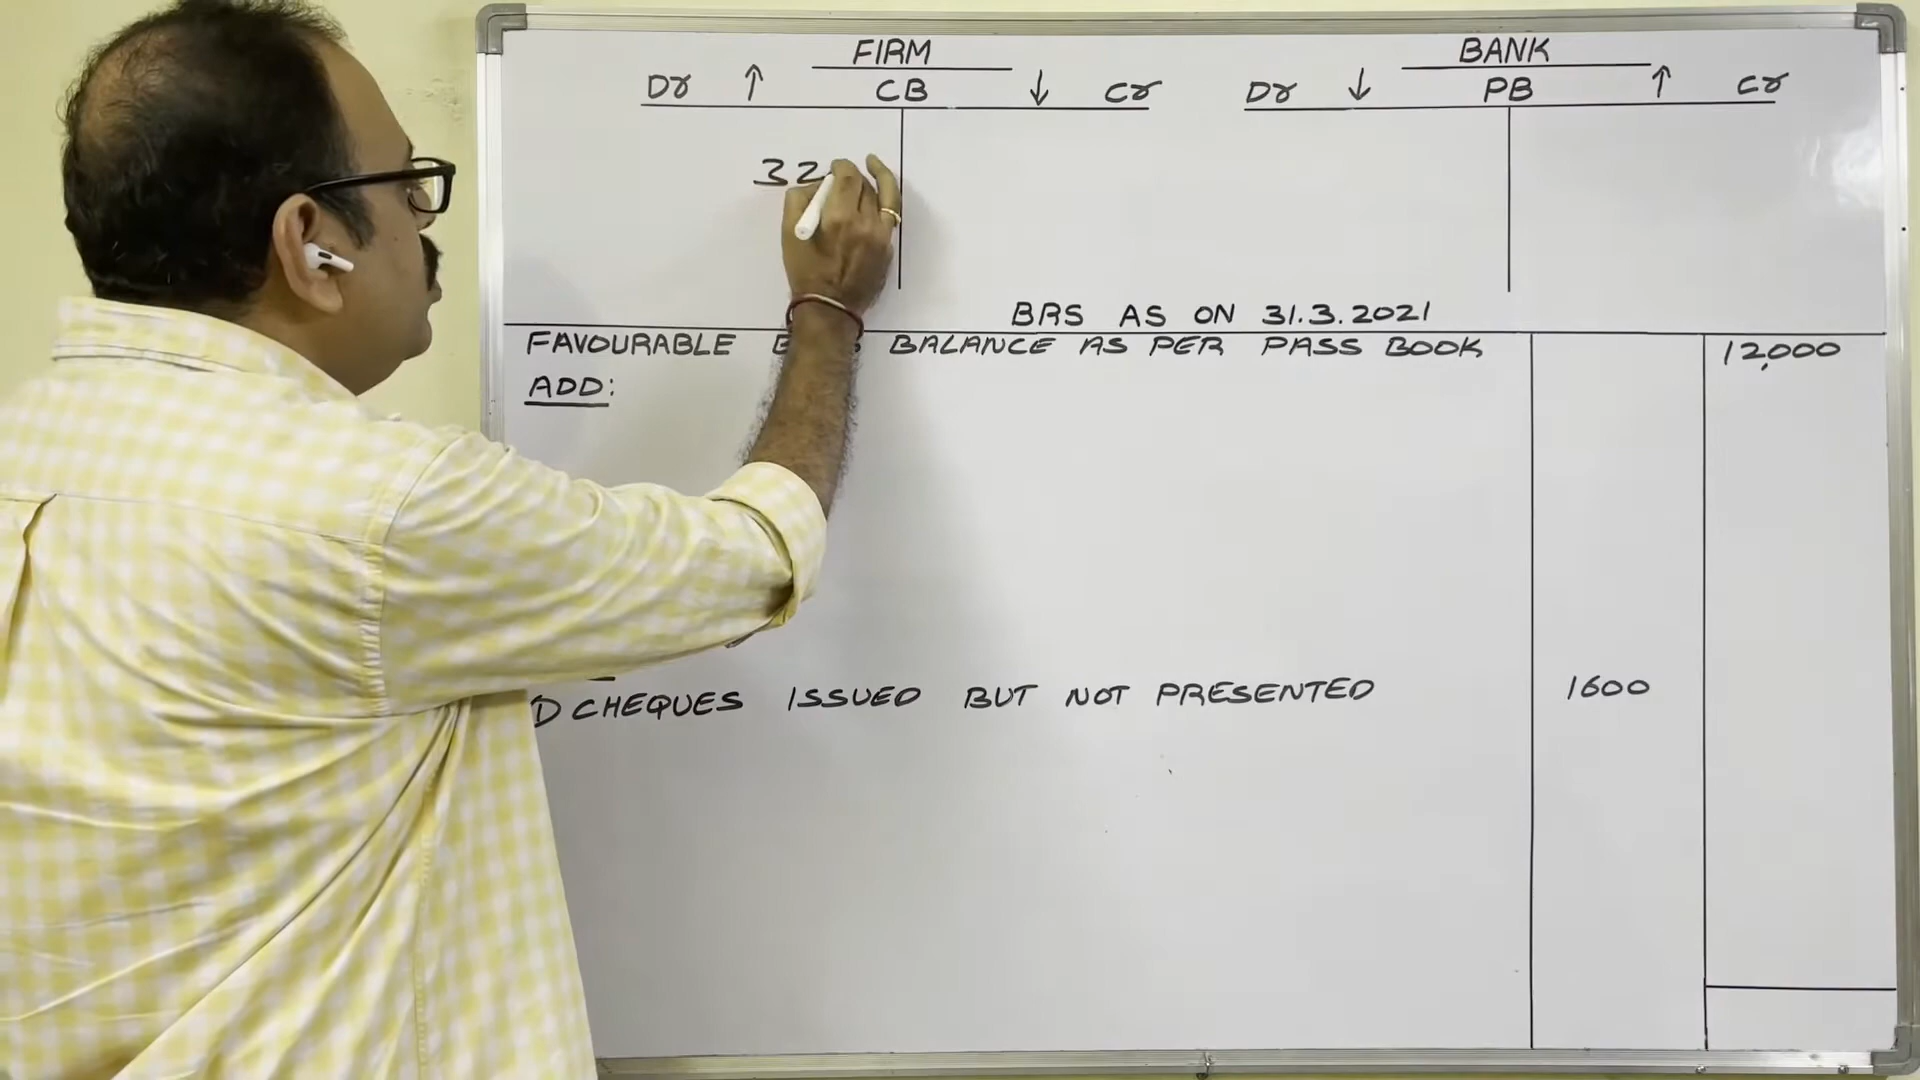 FIRM
Dr ↑ CB ↓ Cr
32
BANK
Dr ↓ PB ↑ Cr
BRS AS ON 31.3.2021
FAVOURABLE BALANCE AS PER PASS BOOK 12,000
ADD:
D CHEQUES ISSUED BUT NOT PRESENTED 1600